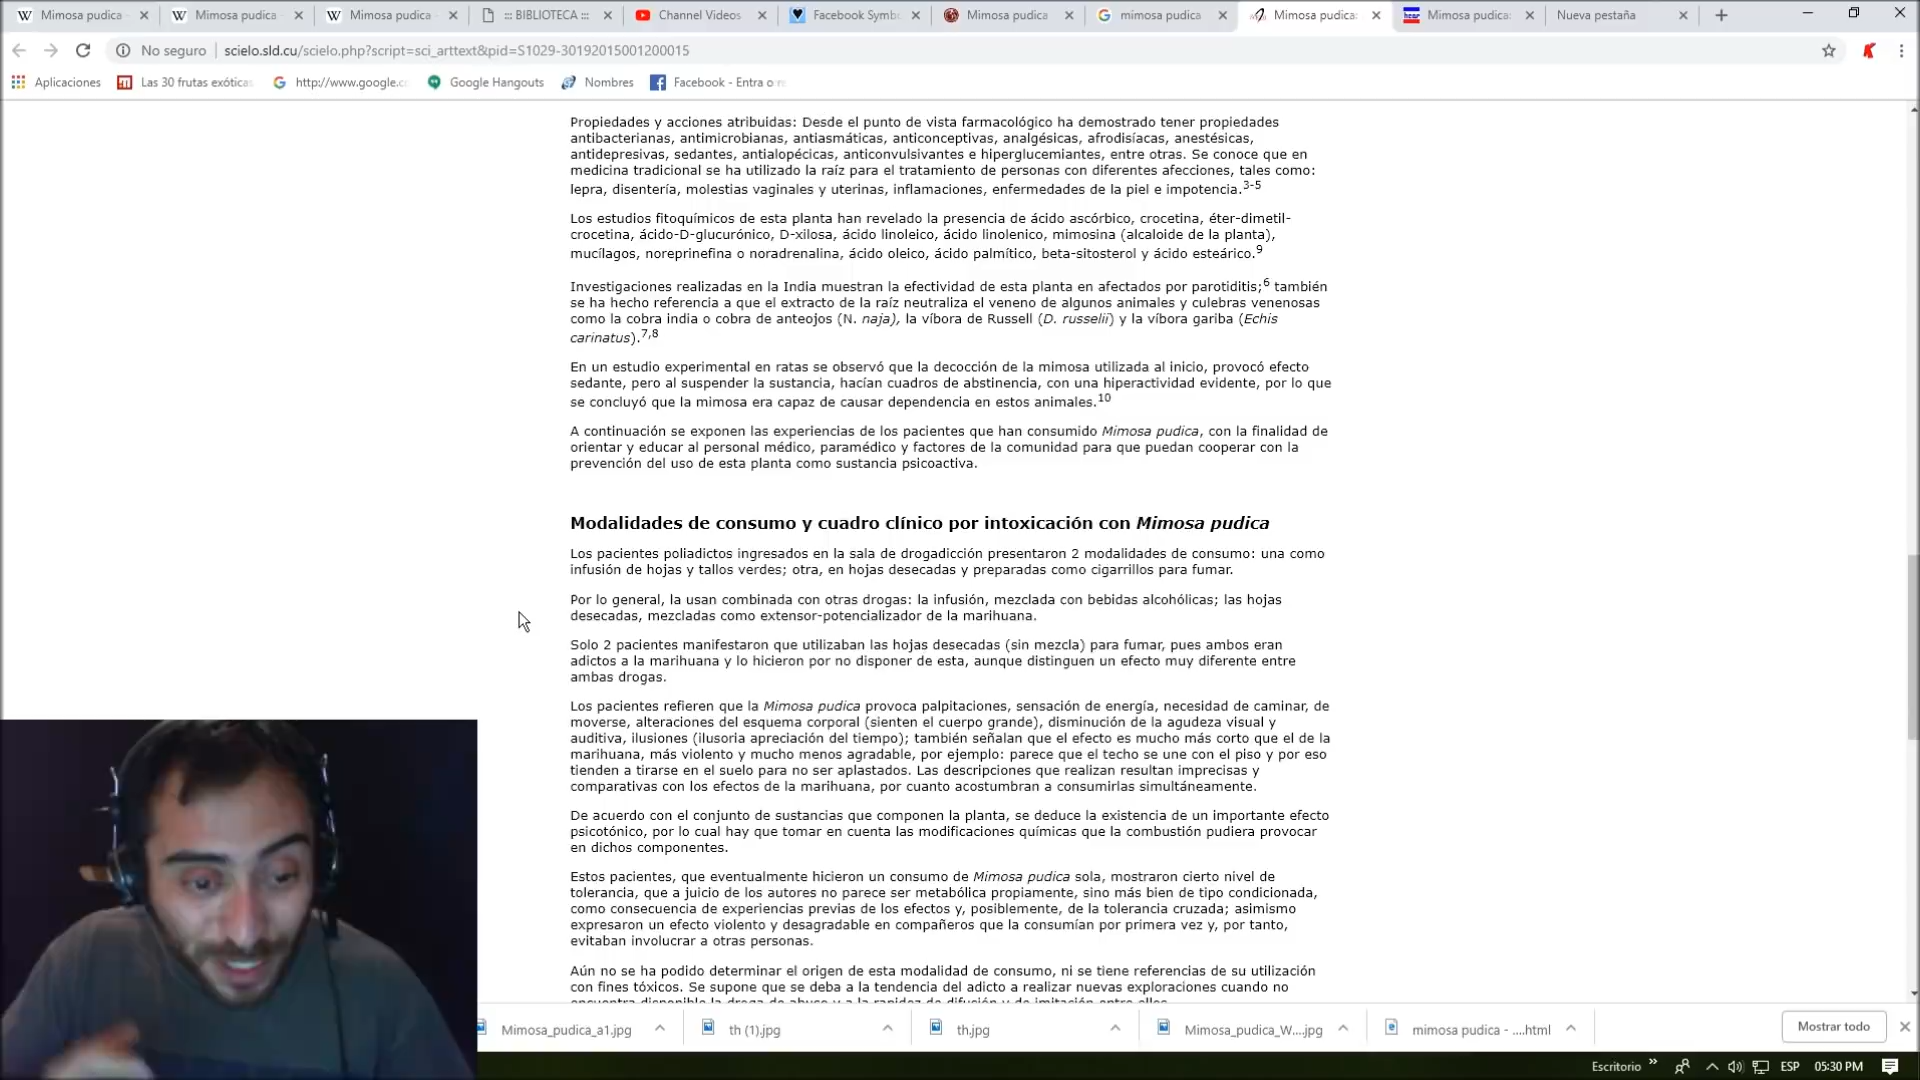 Mimosa pudica -
Mimosa pudica -
Mimosa pudica -
::: BIBLIOTECA :::
Channel Videos
Facebook Symb
Mimosa pudica
mimosa pudica
Mimosa pudica:
Mimosa pudica:
Nueva pestaña
No seguro | scielo.sld.cu/scielo.php?script=sci_arttext&pid=S1029-30192015001200015
Aplicaciones
Las 30 frutas exótica
http://www.google.c
Google Hangouts
Nombres
Facebook - Entra o r
Propiedades y acciones atribuidas: Desde el punto de vista farmacológico ha demostrado tener propiedades
antibacterianas, antimicrobianas, antiasmáticas, anticonceptivas, analgésicas, afrodisíacas, anestésicas,
antidepresivas, sedantes, antialopécicas, anticonvulsivantes e hiperglucemiantes, entre otras. Se conoce que en
medicina tradicional se ha utilizado la raíz para el tratamiento de personas con diferentes afecciones, tales como:
lepra, disentería, molestias vaginales y uterinas, inflamaciones, enfermedades de la piel e impotencia.3-5
Los estudios fitoquímicos de esta planta han revelado la presencia de ácido ascórbico, crocetina, éter-dimetil-
crocetina, ácido-D-glucurónico, D-xilosa, ácido linoleico, ácido linolenico, mimosina (alcaloide de la planta),
mucílagos, noreprinefina o noradrenalina, ácido oleico, ácido palmítico, beta-sitosterol y ácido esteárico.9
Investigaciones realizadas en la India muestran la efectividad de esta planta en afectados por parotiditis;6 también
se ha hecho referencia a que el extracto de la raíz neutraliza el veneno de algunos animales y culebras venenosas
como la cobra india o cobra de anteojos (N. naja), la víbora de Russell (D. russelii) y la víbora gariba (Echis
carinatus).7,8
En un estudio experimental en ratas se observó que la decocción de la mimosa utilizada al inicio, provocó efecto
sedante, pero al suspender la sustancia, hacían cuadros de abstinencia, con una hiperactividad evidente, por lo que
se concluyó que la mimosa era capaz de causar dependencia en estos animales.10
A continuación se exponen las experiencias de los pacientes que han consumido Mimosa pudica, con la finalidad de
orientar y educar al personal médico, paramédico y factores de la comunidad para que puedan cooperar con la
prevención del uso de esta planta como sustancia psicoactiva.
Modalidades de consumo y cuadro clínico por intoxicación con Mimosa pudica
Los pacientes poliadictos ingresados en la sala de drogadicción presentaron 2 modalidades de consumo: una como
infusión de hojas y tallos verdes; otra, en hojas desecadas y preparadas como cigarrillos para fumar.
Por lo general, la usan combinada con otras drogas: la infusión, mezclada con bebidas alcohólicas; las hojas
desecadas, mezcladas como extensor-potencializador de la marihuana.
Solo 2 pacientes manifestaron que utilizaban las hojas desecadas (sin mezcla) para fumar, pues ambos eran
adictos a la marihuana y lo hicieron por no disponer de esta, aunque distinguen un efecto muy diferente entre
ambas drogas.
Los pacientes refieren que la Mimosa pudica provoca palpitaciones, sensación de energía, necesidad de caminar, de
moverse, alteraciones del esquema corporal (sienten el cuerpo grande), disminución de la agudeza visual y
auditiva, ilusiones (ilusoria apreciación del tiempo); también señalan que el efecto es mucho más corto que el de la
marihuana, más violento y mucho menos agradable, por ejemplo: parece que el techo se une con el piso y por eso
tienden a tirarse en el suelo para no ser aplastados. Las descripciones que realizan resultan imprecisas y
comparativas con los efectos de la marihuana, por cuanto acostumbran a consumirlas simultáneamente.
De acuerdo con el conjunto de sustancias que componen la planta, se deduce la existencia de un importante efecto
psicotónico, por lo cual hay que tomar en cuenta las modificaciones químicas que la combustión pudiera provocar
en dichos componentes.
Estos pacientes, que eventualmente hicieron un consumo de Mimosa pudica sola, mostraron cierto nivel de
tolerancia, que a juicio de los autores no parece ser metabólica propiamente, sino más bien de tipo condicionada,
como consecuencia de experiencias previas de los efectos y, posiblemente, de la tolerancia cruzada; asimismo
expresaron un efecto violento y desagradable en compañeros que la consumían por primera vez y, por tanto,
evitaban involucrar a otras personas.
Aún no se ha podido determinar el origen de esta modalidad de consumo, ni se tiene referencias de su utilización
con fines tóxicos. Se supone que se deba a la tendencia del adicto a realizar nuevas exploraciones cuando no
encuentra disponible la droga de abuso y a la rapidez de difusión y de imitación entre ellos.
Mimosa_pudica_a1.jpg
th (1).jpg
th.jpg
Mimosa_pudica_W....jpg
mimosa pudica - ....html
Mostrar todo
Escritorio
ESP
05:30 PM